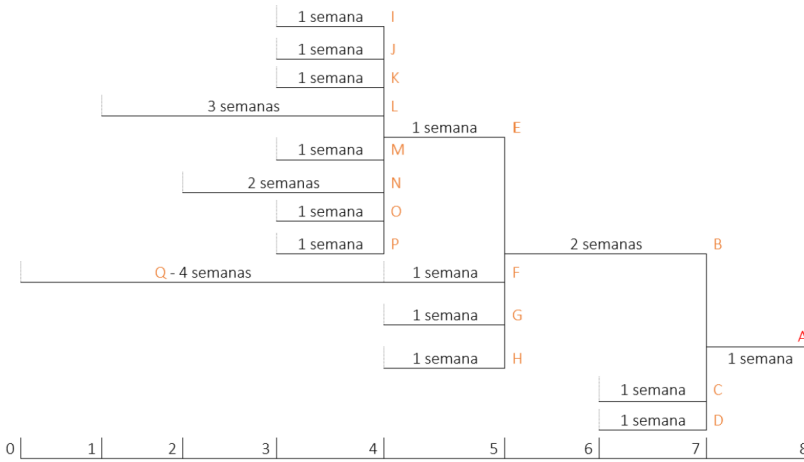 1 semana I
1 semana J
1 semana K
3 semanas L
1 semana E
1 semana M
2 semanas N
1 semana O
1 semana P
2 semanas B
Q - 4 semanas 1 semana F
1 semana G
A
1 semana H 1 semana
1 semana C
1 semana D
0 1 2 3 4 5 6 7 8